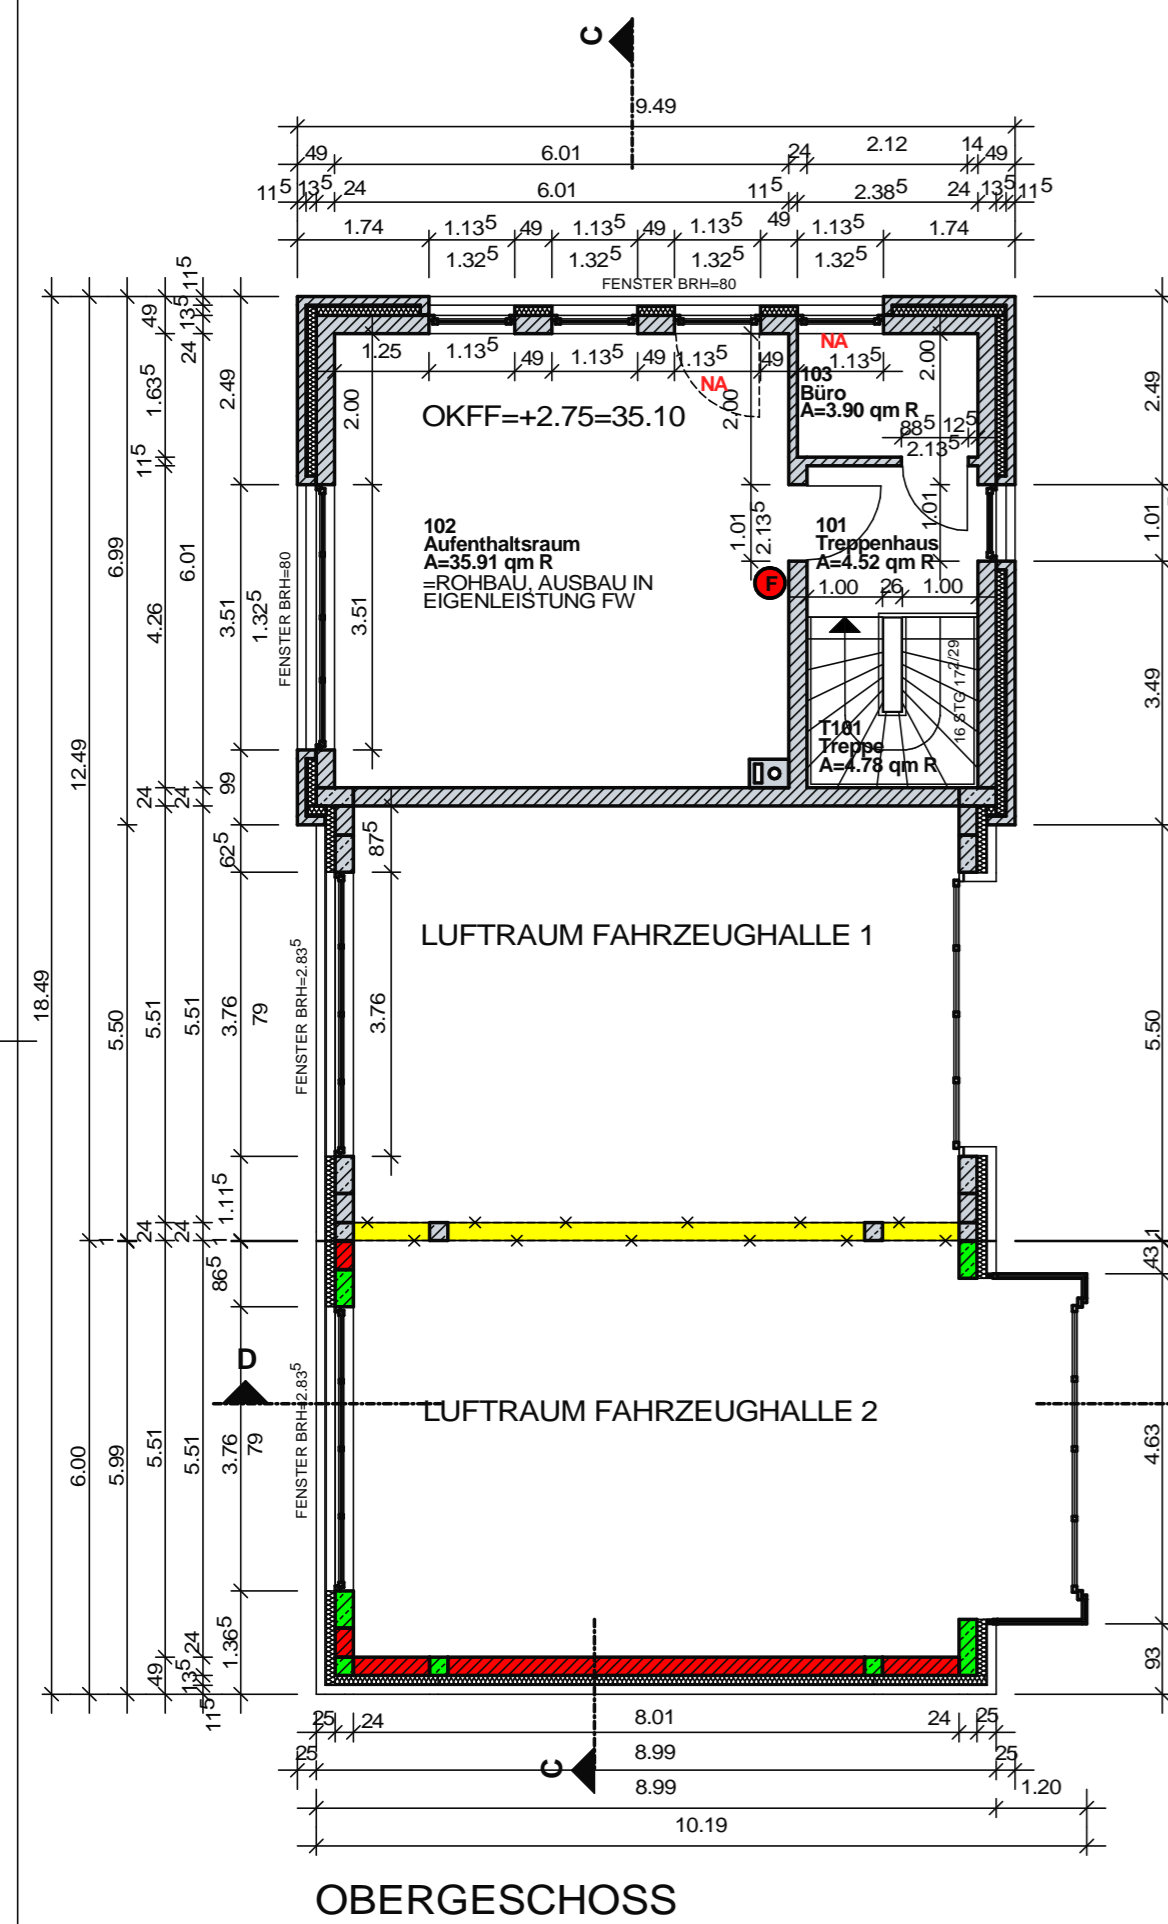 C
9.49
49 6.01 24 2.12 14 49
11⁵ 13⁵ 24 6.01 11⁵ 2.38⁵ 24 13⁵ 11⁵
1.74 1.13⁵ 49 1.13⁵ 49 1.13⁵ 49 1.13⁵ 1.74
1.32⁵ 1.32⁵ 1.32⁵ 1.32⁵
FENSTER BRH=80
1.25 1.13⁵ 49 1.13⁵ 49 1.13⁵ 49 1.13⁵
NA
NA
2.00
2.00
2.00
OKFF=+2.75=35.10
103
Büro
A=3.90 qm R
88⁵ 12⁵
2.13⁵
102
Aufenthaltsraum
A=35.91 qm R
=ROHBAU, AUSBAU IN
EIGENLEISTUNG FW
1.01
2.13⁵
1.01
101
Treppenhaus
A=4.52 qm R
F
1.00 26 1.00
3.51
16 STG 17²/29
T101
Treppe
A=4.78 qm R
18.49
12.49
6.00
6.99
5.50
1
5.99
49
1.63⁵
11⁵
4.26
24
5.51
24
5.51
49
11⁵
13⁵
24
6.01
24
5.51
24
5.51
24
13⁵
11⁵
2.49
3.51
1.32⁵
99
62⁵
3.76
79
1.11⁵
1
86⁵
3.76
79
1.36⁵
FENSTER BRH=80
FENSTER BRH=2.83⁵
FENSTER BRH=2.83⁵
87⁵
3.76
LUFTRAUM FAHRZEUGHALLE 1
D
LUFTRAUM FAHRZEUGHALLE 2
2.49
1.01
3.49
5.50
1
43
4.63
93
25 24 8.01 24 25
25 8.99 25
C
8.99 1.20
10.19
OBERGESCHOSS